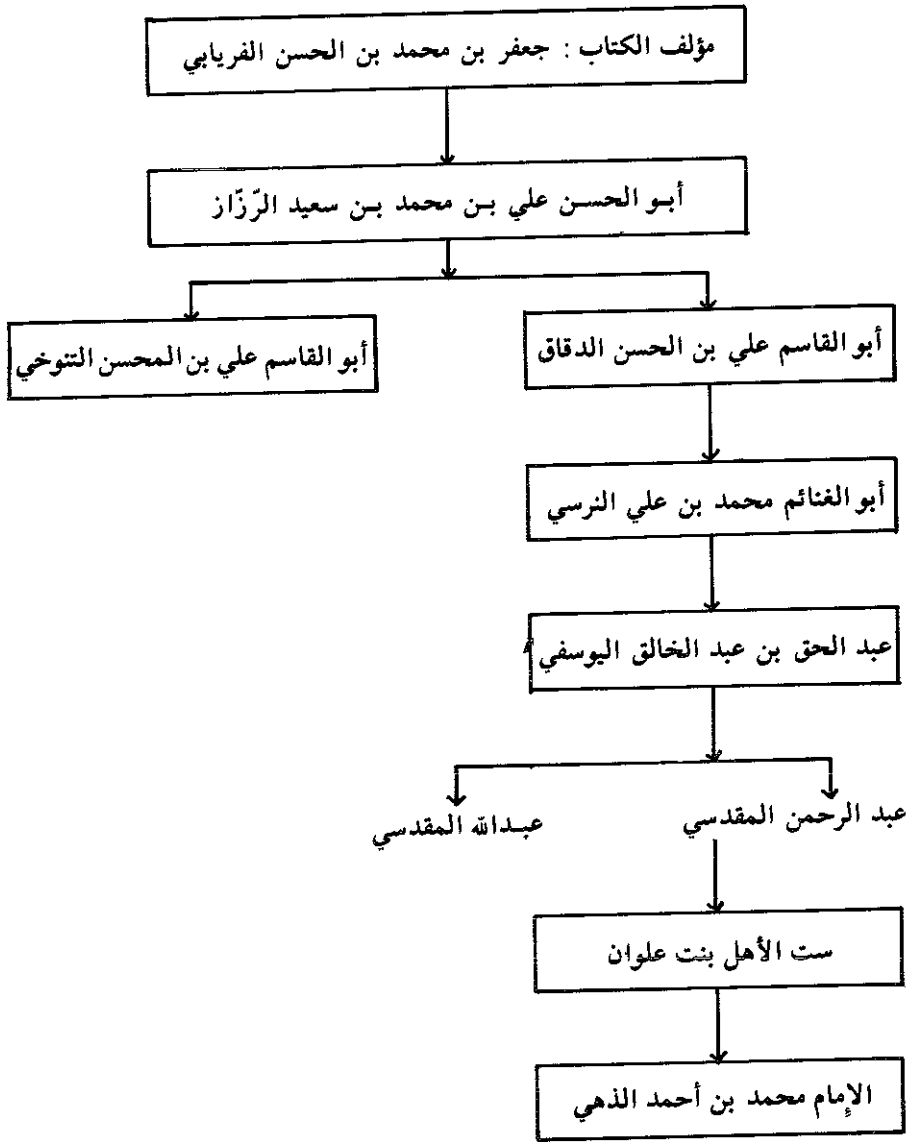 مؤلف الكتاب : جعفر بن محمد بن الحسن الفريابي
أبو الحسن علي بن محمد بن سعيد الرّزّاز
أبو القاسم علي بن الحسن الدقاق
أبو القاسم علي بن المحسن التنوخي
أبو الغنائم محمد بن علي النرسي
عبد الحق بن عبد الخالق اليوسفي
عبد الرحمن المقدسي
عبدالله المقدسي
ست الأهل بنت علوان
الإمام محمد بن أحمد الذهي